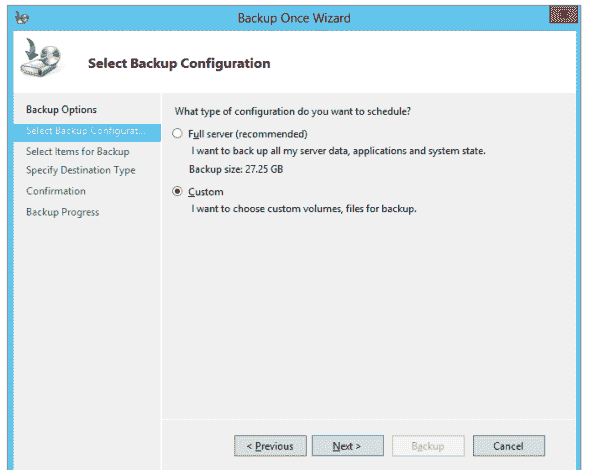 Backup Once Wizard
Select Backup Configuration
Backup Options
Select Backup Configurat...
Select Items for Backup
Specify Destination Type
Confirmation
Backup Progress
What type of configuration do you want to schedule?
Full server (recommended)
I want to back up all my server data, applications and system state.
Backup size: 27.25 GB
Custom
I want to choose custom volumes, files for backup.
< Previous
Next >
Backup
Cancel